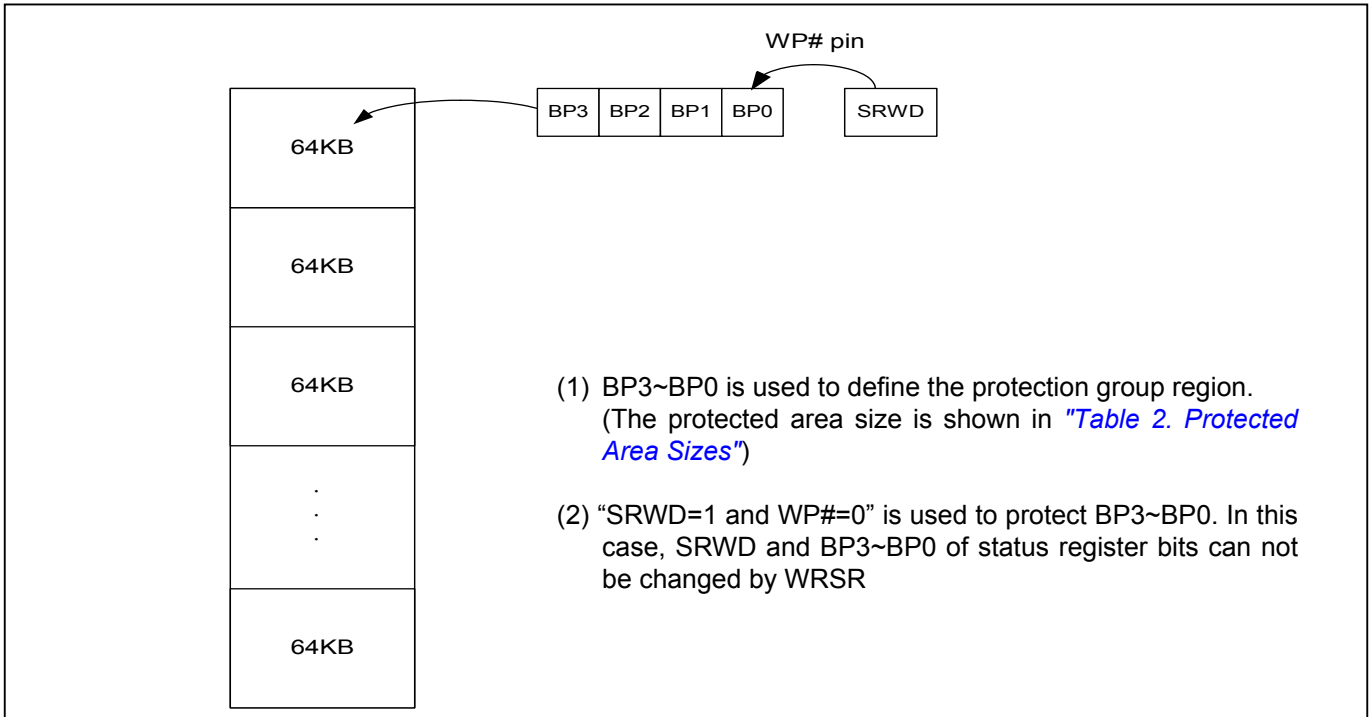 WP# pin
BP3 BP2 BP1 BP0 SRWD
64KB
64KB
64KB
.
.
.
64KB
(1) BP3~BP0 is used to define the protection group region.
(The protected area size is shown in "Table 2. Protected
Area Sizes")
(2) “SRWD=1 and WP#=0” is used to protect BP3~BP0. In this
case, SRWD and BP3~BP0 of status register bits can not
be changed by WRSR